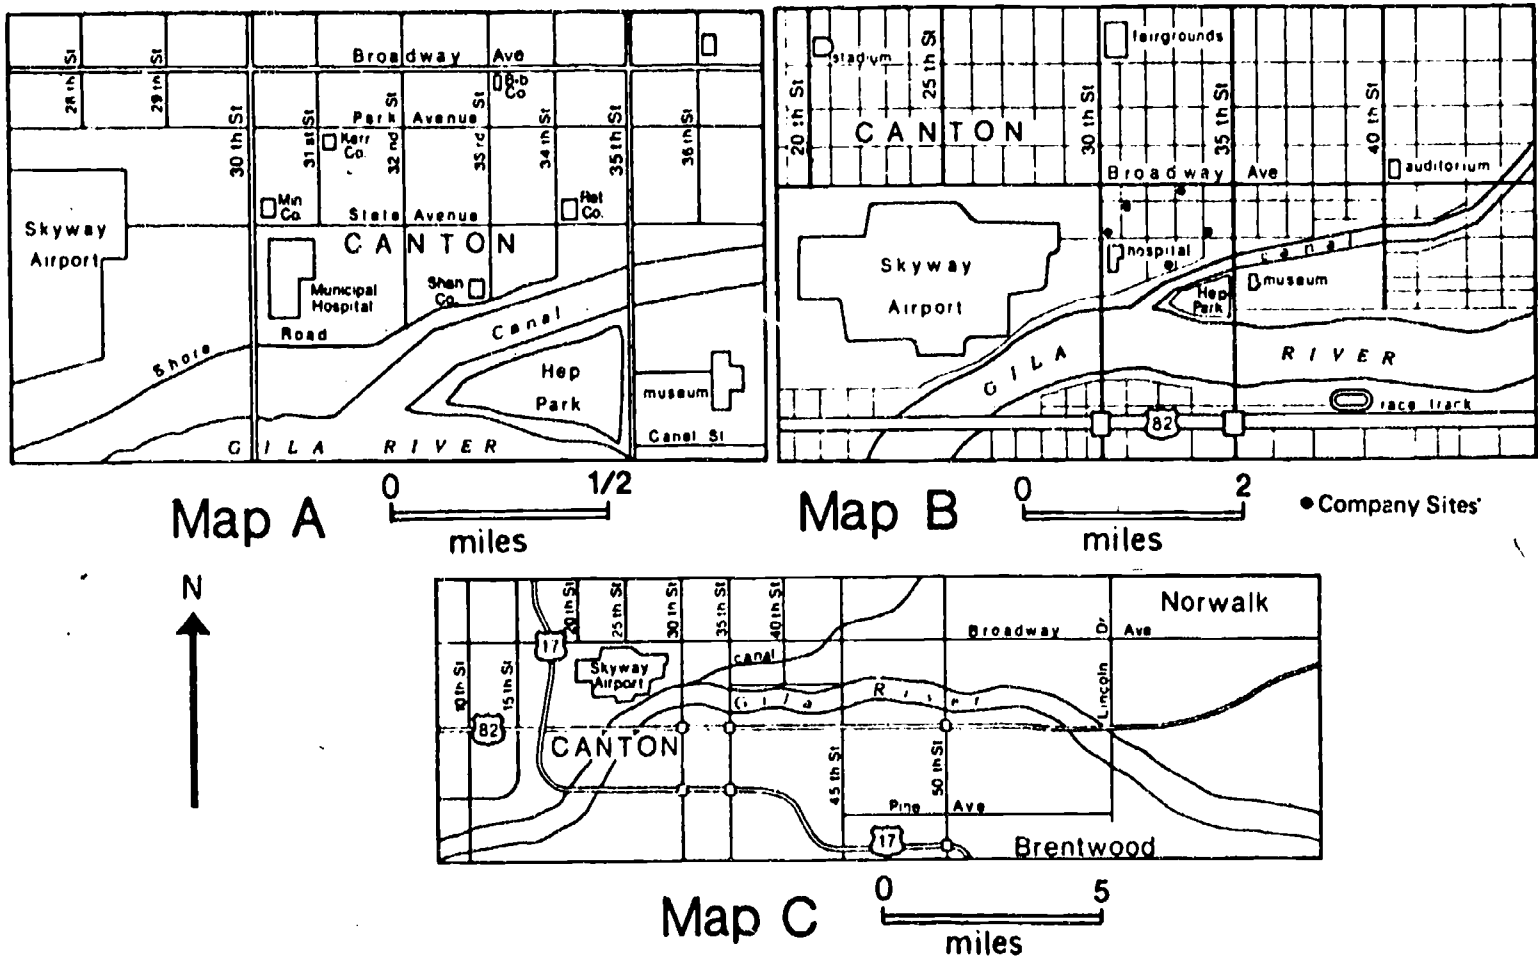 Broadway Ave
28th St
29th St
30th St
31st St
32nd St
33rd St
34th St
35th St
36th St
Bob
Co
Park Avenue
Kerr
Co.
Min
Co.
Ret
Co.
State Avenue
CANTON
Skyway
Airport
Municipal
Hospital
Shan
Co.
Shore Road
Canal
Hep
Park
museum
Canal St
GILA RIVER
Map A
0 1/2
miles
stadium
fairgrounds
20th St
25th St
30th St
35th St
40th St
CANTON
Broadway Ave
auditorium
Skyway
Airport
hospital
Canal
museum
Hep
Park
GILA RIVER
race track
82
Map B
0 2
miles
Company Sites
N
10th St
15th St
20th St
25th St
30th St
35th St
40th St
17
Norwalk
Broadway Ave
Lincoln Dr
Skyway
Airport
canal
Gila River
82
CANTON
45th St
50th St
Pine Ave
17
Brentwood
Map C
0 5
miles